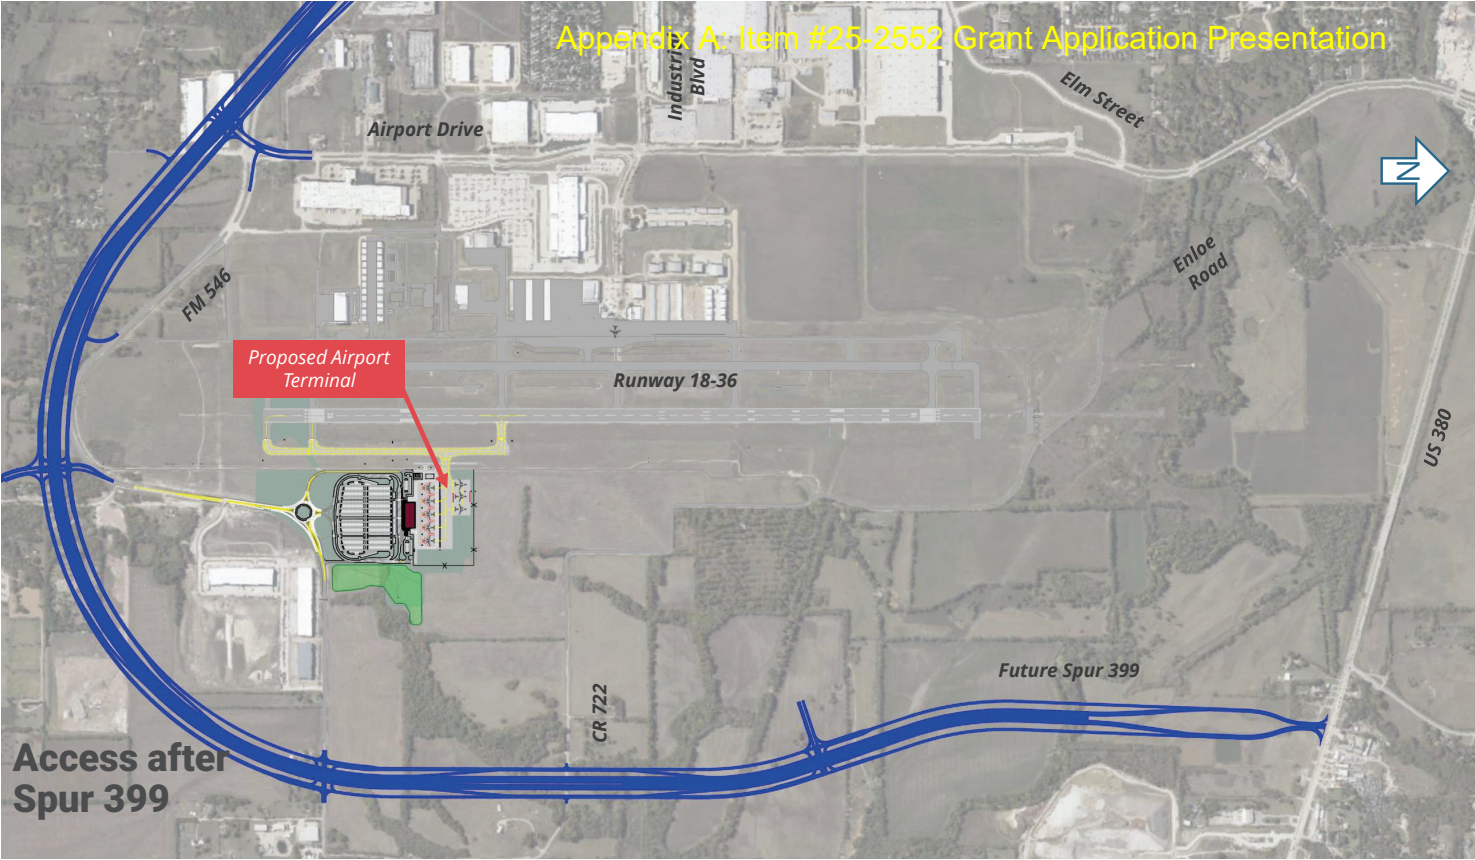 Appendix A: Item #25-2552 Grant Application Presentation
Industrial
Blvd
Elm Street
Airport Drive
N
Enloe
Road
FM 546
Proposed Airport
Terminal
Runway 18-36
US 380
Future Spur 399
CR 722
Access after
Spur 399